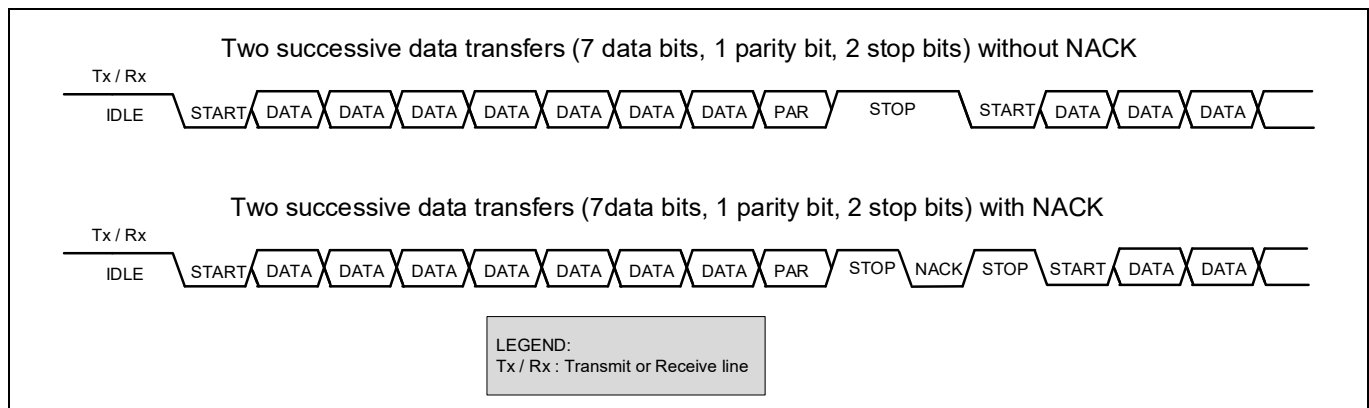 Two successive data transfers (7 data bits, 1 parity bit, 2 stop bits) without NACK
Tx / Rx
IDLE START DATA DATA DATA DATA DATA DATA DATA PAR STOP START DATA DATA DATA
Two successive data transfers (7data bits, 1 parity bit, 2 stop bits) with NACK
Tx / Rx
IDLE START DATA DATA DATA DATA DATA DATA DATA PAR STOP NACK STOP START DATA DATA
LEGEND:
Tx / Rx : Transmit or Receive line